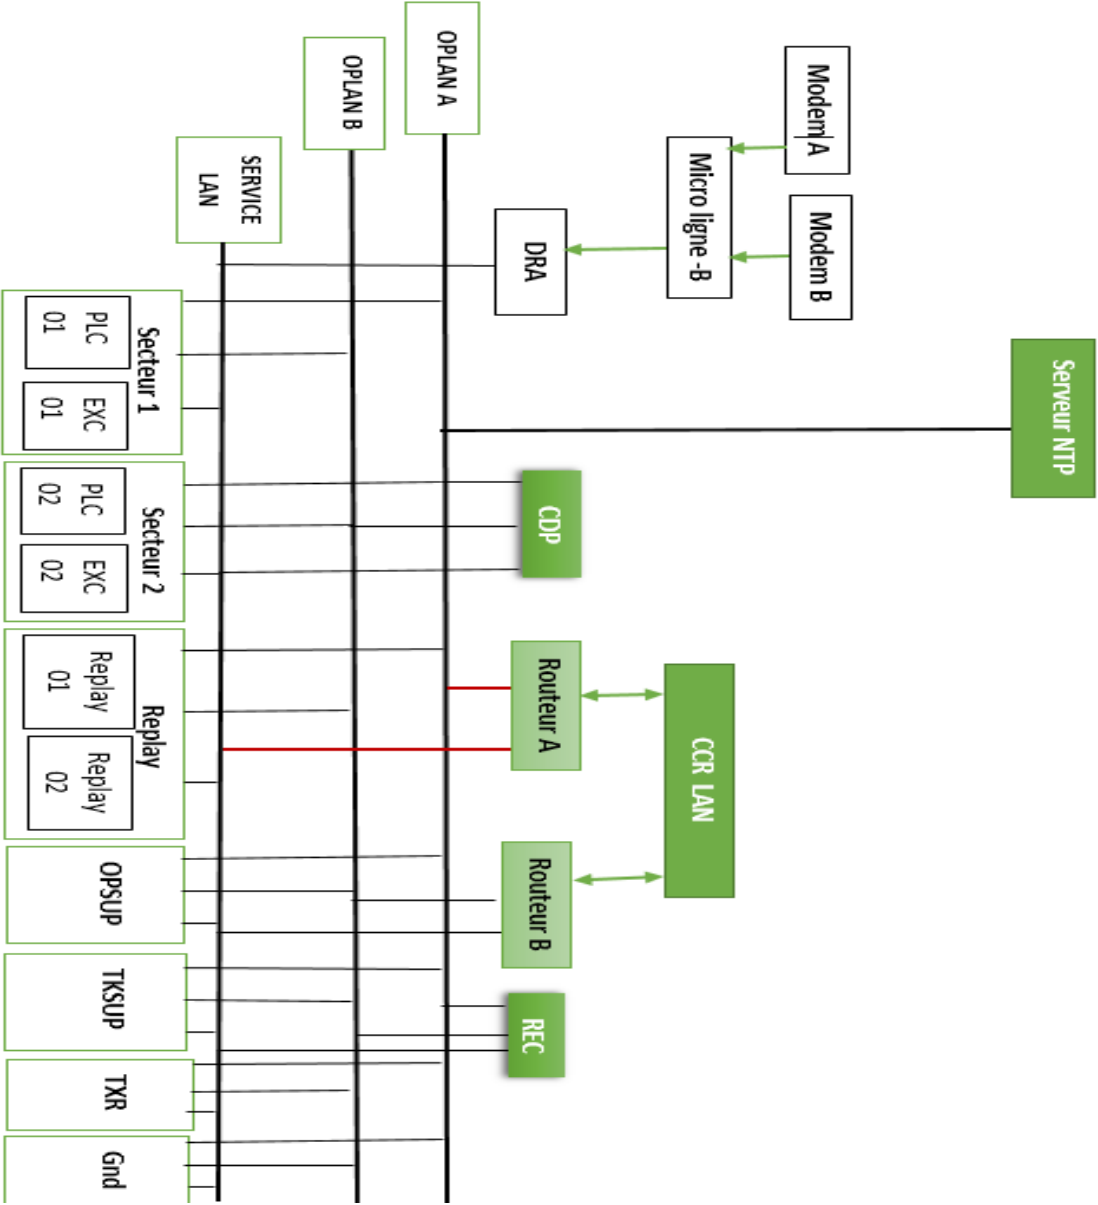 Serveur NTP
Modem A
Modem B
Micro ligne -B
CCR LAN
DRA
CDP
Routeur A
Routeur B
REC
OPLAN A
OPLAN B
SERVICE
LAN
Secteur 1
PLC
01
EXC
01
Secteur 2
PLC
02
EXC
02
Replay
Replay
01
Replay
02
OPSUP
TKSUP
TXR
Gnd